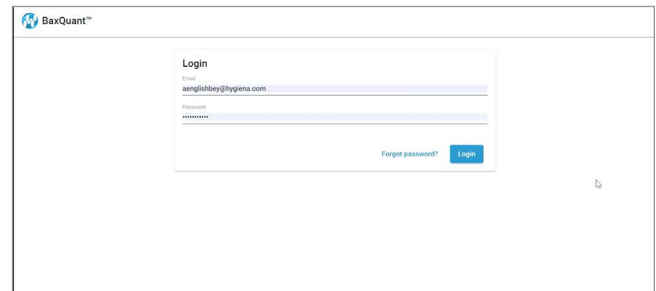 BaxQuant™
Login
Email
aenglishbey@hygiena.com
Password
•••••••••••
Forgot password? Login